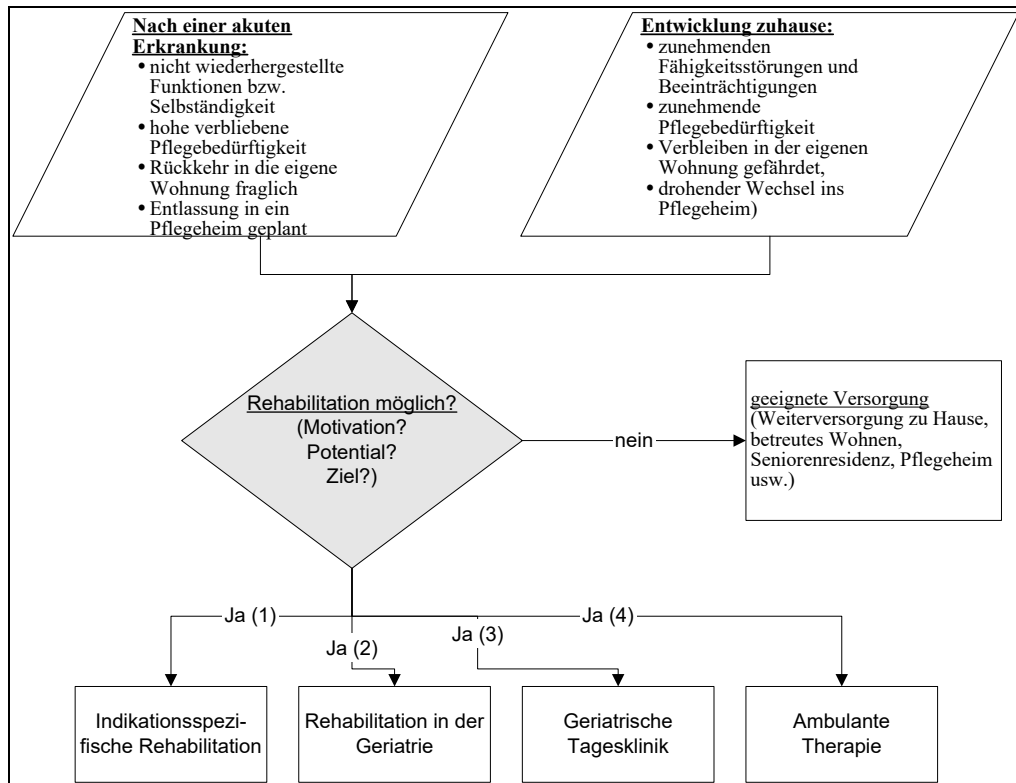 Nach einer akuten
Erkrankung:
• nicht wiederhergestellte
Funktionen bzw.
Selbständigkeit
• hohe verbliebene
Pflegebedürftigkeit
• Rückkehr in die eigene
Wohnung fraglich
• Entlassung in ein
Pflegeheim geplant
Entwicklung zuhause:
• zunehmenden
Fähigkeitsstörungen und
Beeinträchtigungen
• zunehmende
Pflegebedürftigkeit
• Verbleiben in der eigenen
Wohnung gefährdet,
• drohender Wechsel ins
Pflegeheim)
Rehabilitation möglich?
(Motivation?
Potential?
Ziel?)
nein
geeignete Versorgung
(Weiterversorgung zu Hause,
betreutes Wohnen,
Seniorenresidenz, Pflegeheim
usw.)
Ja (1)
Ja (2)
Ja (3)
Ja (4)
Indikationsspezi-
fische Rehabilitation
Rehabilitation in der
Geriatrie
Geriatrische
Tagesklinik
Ambulante
Therapie